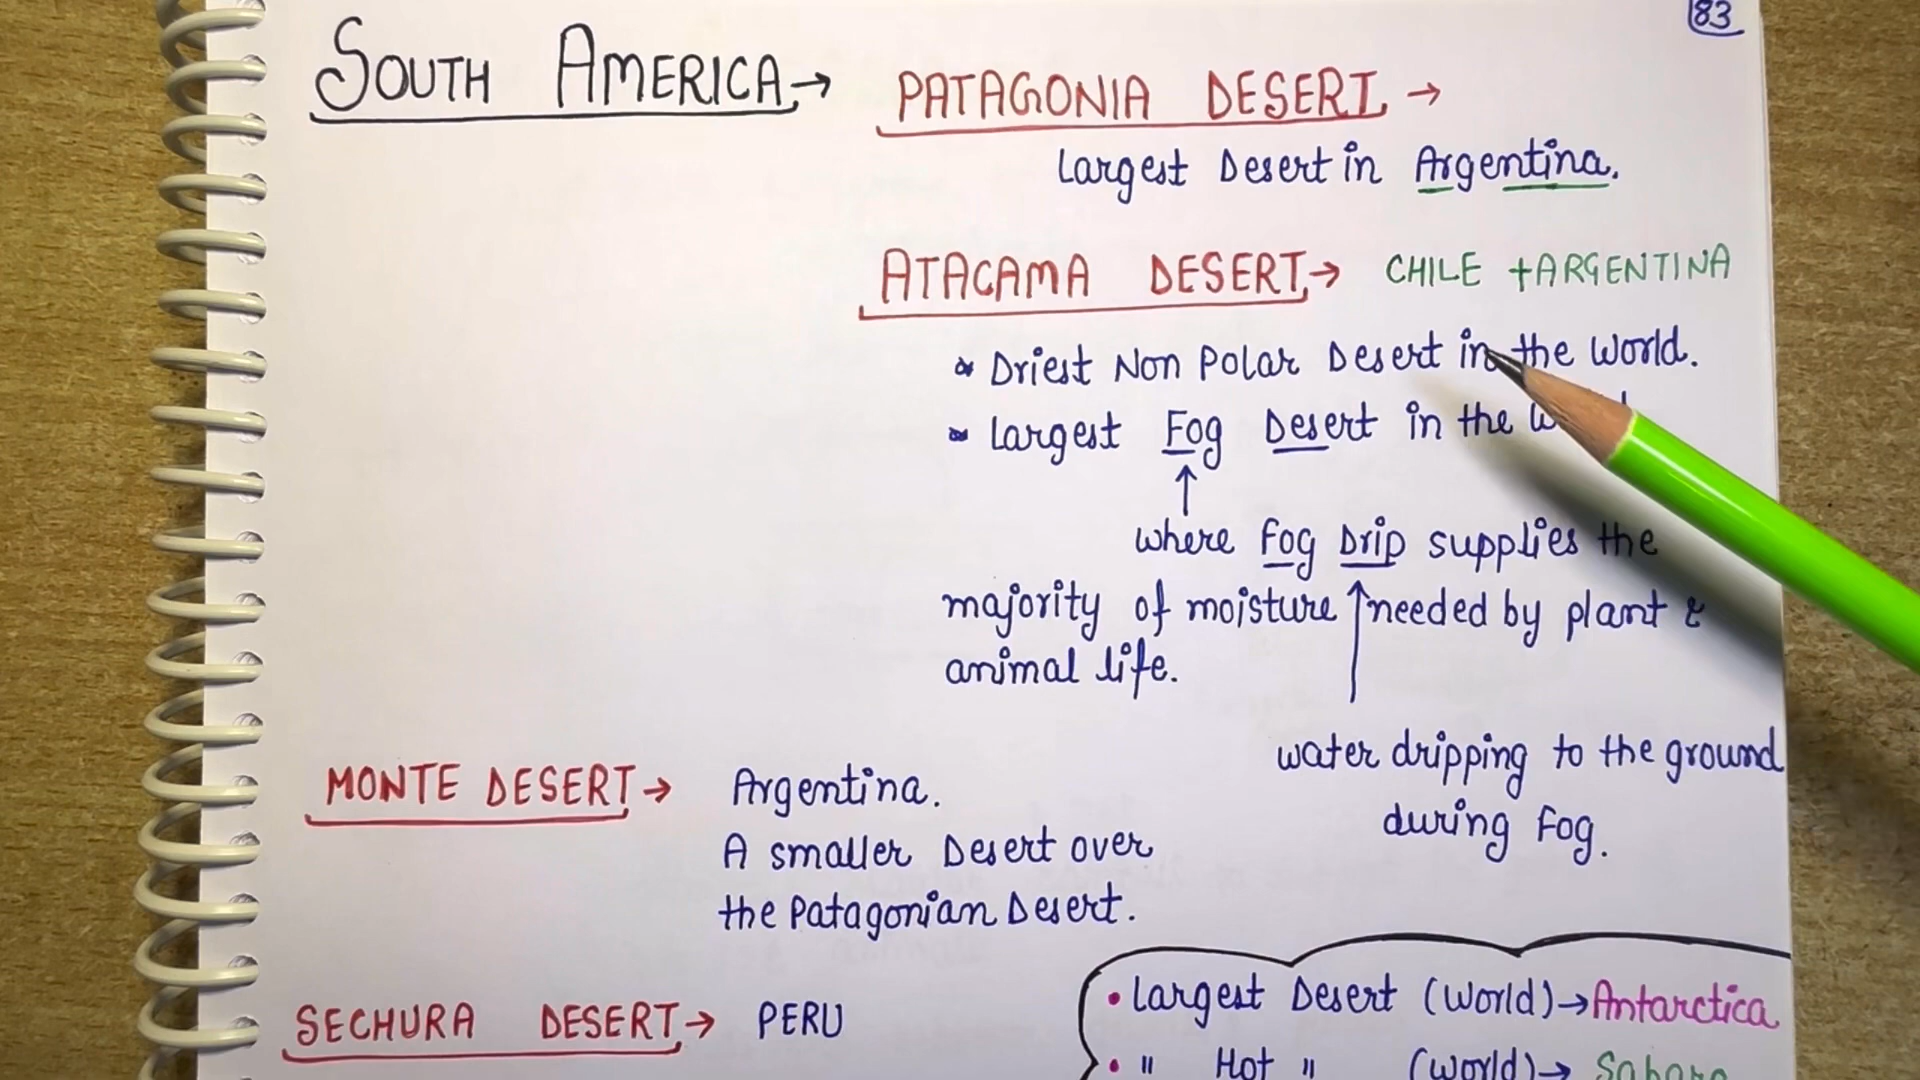 83
SOUTH AMERICA →
PATAGONIA DESERT →
Largest Desert in Argentina.
ATACAMA DESERT → CHILE + ARGENTINA
* Driest Non Polar Desert in the World.
* Largest Fog Desert in the
↑
where Fog Drip supplies the
majority of moisture ↑ needed by plant &
animal life.
water dripping to the ground
during Fog.
MONTE DESERT → Argentina.
A smaller Desert over
the Patagonian Desert.
SECHURA DESERT → PERU
• Largest Desert (World) → Antarctica
• " Hot " (World) → Sahara